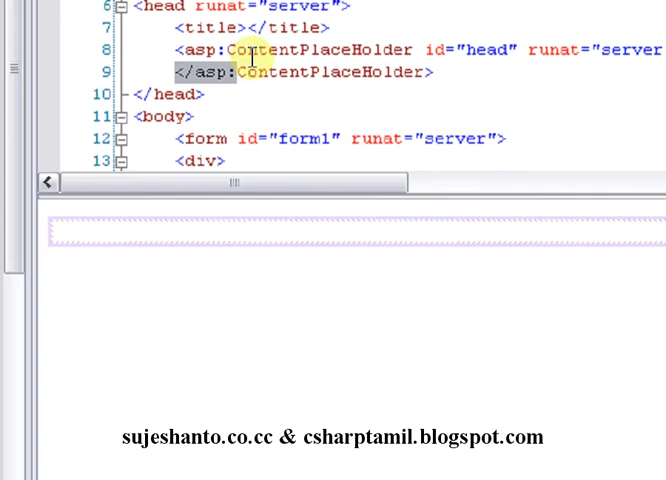 6 <head runat="server">
7 <title></title>
8 <asp:ContentPlaceHolder id="head" runat="server
9 </asp:ContentPlaceHolder>
10 </head>
11 <body>
12 <form id="form1" runat="server">
13 <div>
sujeshanto.co.cc & csharptamil.blogspot.com